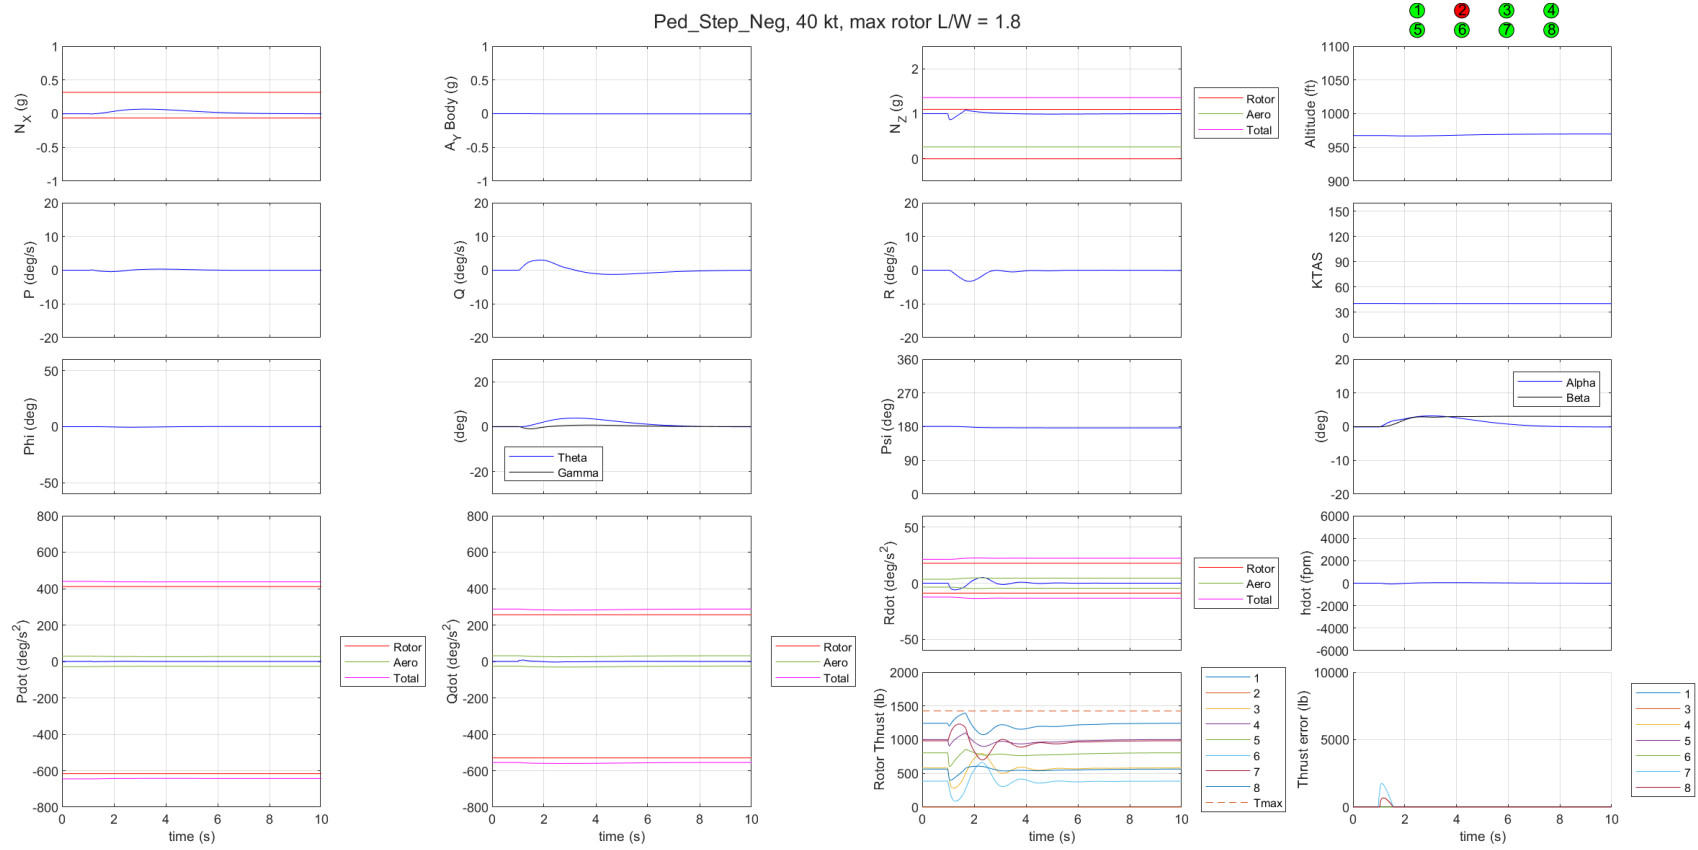 Ped_Step_Neg, 40 kt, max rotor L/W = 1.8
1 2 3 4
5 6 7 8
N_X (g)
1
0.5
0
-0.5
-1
A_Y Body (g)
1
0.5
0
-0.5
-1
N_Z (g)
2
1
0
Rotor
Aero
Total
Altitude (ft)
1100
1050
1000
950
900
P (deg/s)
20
10
0
-10
-20
Q (deg/s)
20
10
0
-10
-20
R (deg/s)
20
10
0
-10
-20
KTAS
150
120
90
60
30
0
Phi (deg)
50
0
-50
(deg)
20
0
-20
Theta
Gamma
Psi (deg)
360
270
180
90
0
(deg)
20
10
0
-10
-20
Alpha
Beta
Pdot (deg/s²)
800
600
400
200
0
-200
-400
-600
-800
0 2 4 6 8 10
time (s)
Rotor
Aero
Total
Qdot (deg/s²)
800
600
400
200
0
-200
-400
-600
-800
0 2 4 6 8 10
time (s)
Rotor
Aero
Total
Rdot (deg/s²)
50
0
-50
Rotor
Aero
Total
hdot (fpm)
6000
4000
2000
0
-2000
-4000
-6000
Rotor Thrust (lb)
2000
1500
1000
500
0
0 2 4 6 8 10
time (s)
1
2
3
4
5
6
7
8
Tmax
Thrust error (lb)
10000
5000
0
0 2 4 6 8 10
time (s)
1
3
4
5
6
7
8